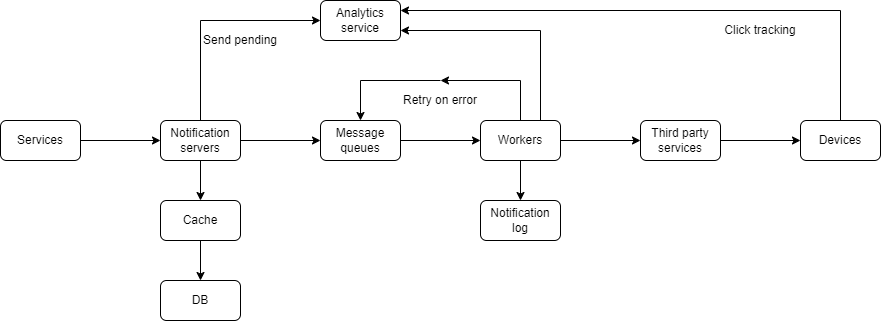 Analytics
service
Send pending
Click tracking
Retry on error
Services
Notification
servers
Message
queues
Workers
Third party
services
Devices
Cache
Notification
log
DB